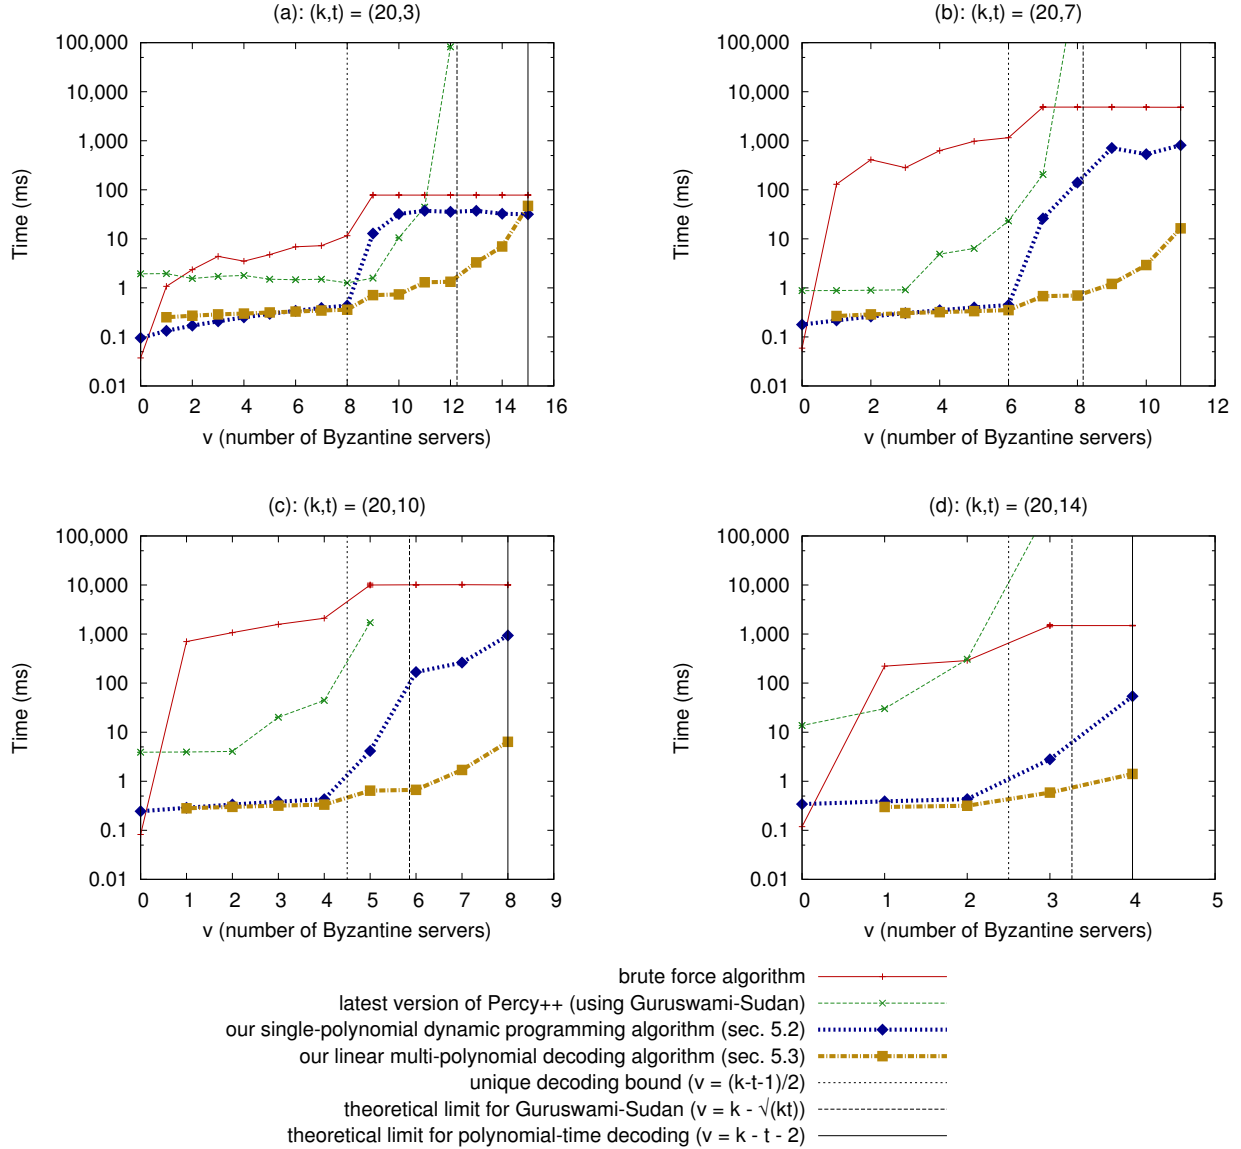 (a): (k,t) = (20,3)
100,000
10,000
1,000
100
10
1
0.1
0.01
Time (ms)
0 2 4 6 8 10 12 14 16
v (number of Byzantine servers)
(b): (k,t) = (20,7)
100,000
10,000
1,000
100
10
1
0.1
0.01
Time (ms)
0 2 4 6 8 10 12
v (number of Byzantine servers)
(c): (k,t) = (20,10)
100,000
10,000
1,000
100
10
1
0.1
0.01
Time (ms)
0 1 2 3 4 5 6 7 8 9
v (number of Byzantine servers)
(d): (k,t) = (20,14)
100,000
10,000
1,000
100
10
1
0.1
0.01
Time (ms)
0 1 2 3 4 5
v (number of Byzantine servers)
brute force algorithm
latest version of Percy++ (using Guruswami-Sudan)
our single-polynomial dynamic programming algorithm (sec. 5.2)
our linear multi-polynomial decoding algorithm (sec. 5.3)
unique decoding bound (v = (k-t-1)/2)
theoretical limit for Guruswami-Sudan (v = k - √(kt))
theoretical limit for polynomial-time decoding (v = k - t - 2)